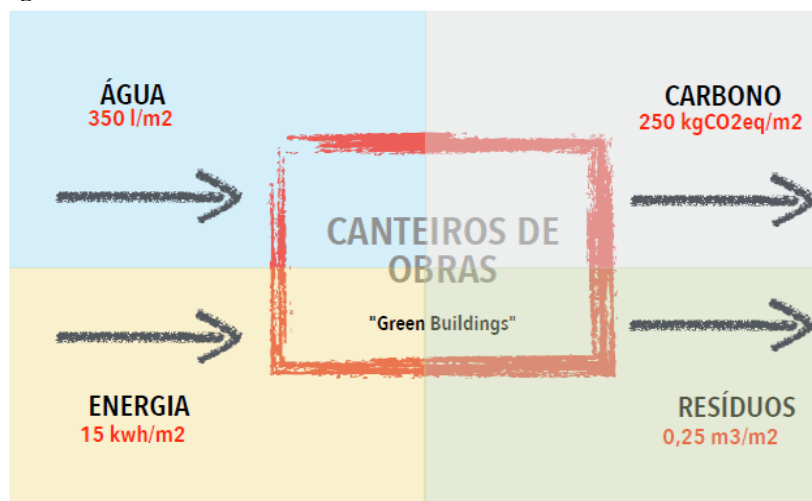 ÁGUA
350 l/m2
CARBONO
250 kgCO2eq/m2
CANTEIROS DE
OBRAS
"Green Buildings"
ENERGIA
15 kwh/m2
RESÍDUOS
0,25 m3/m2